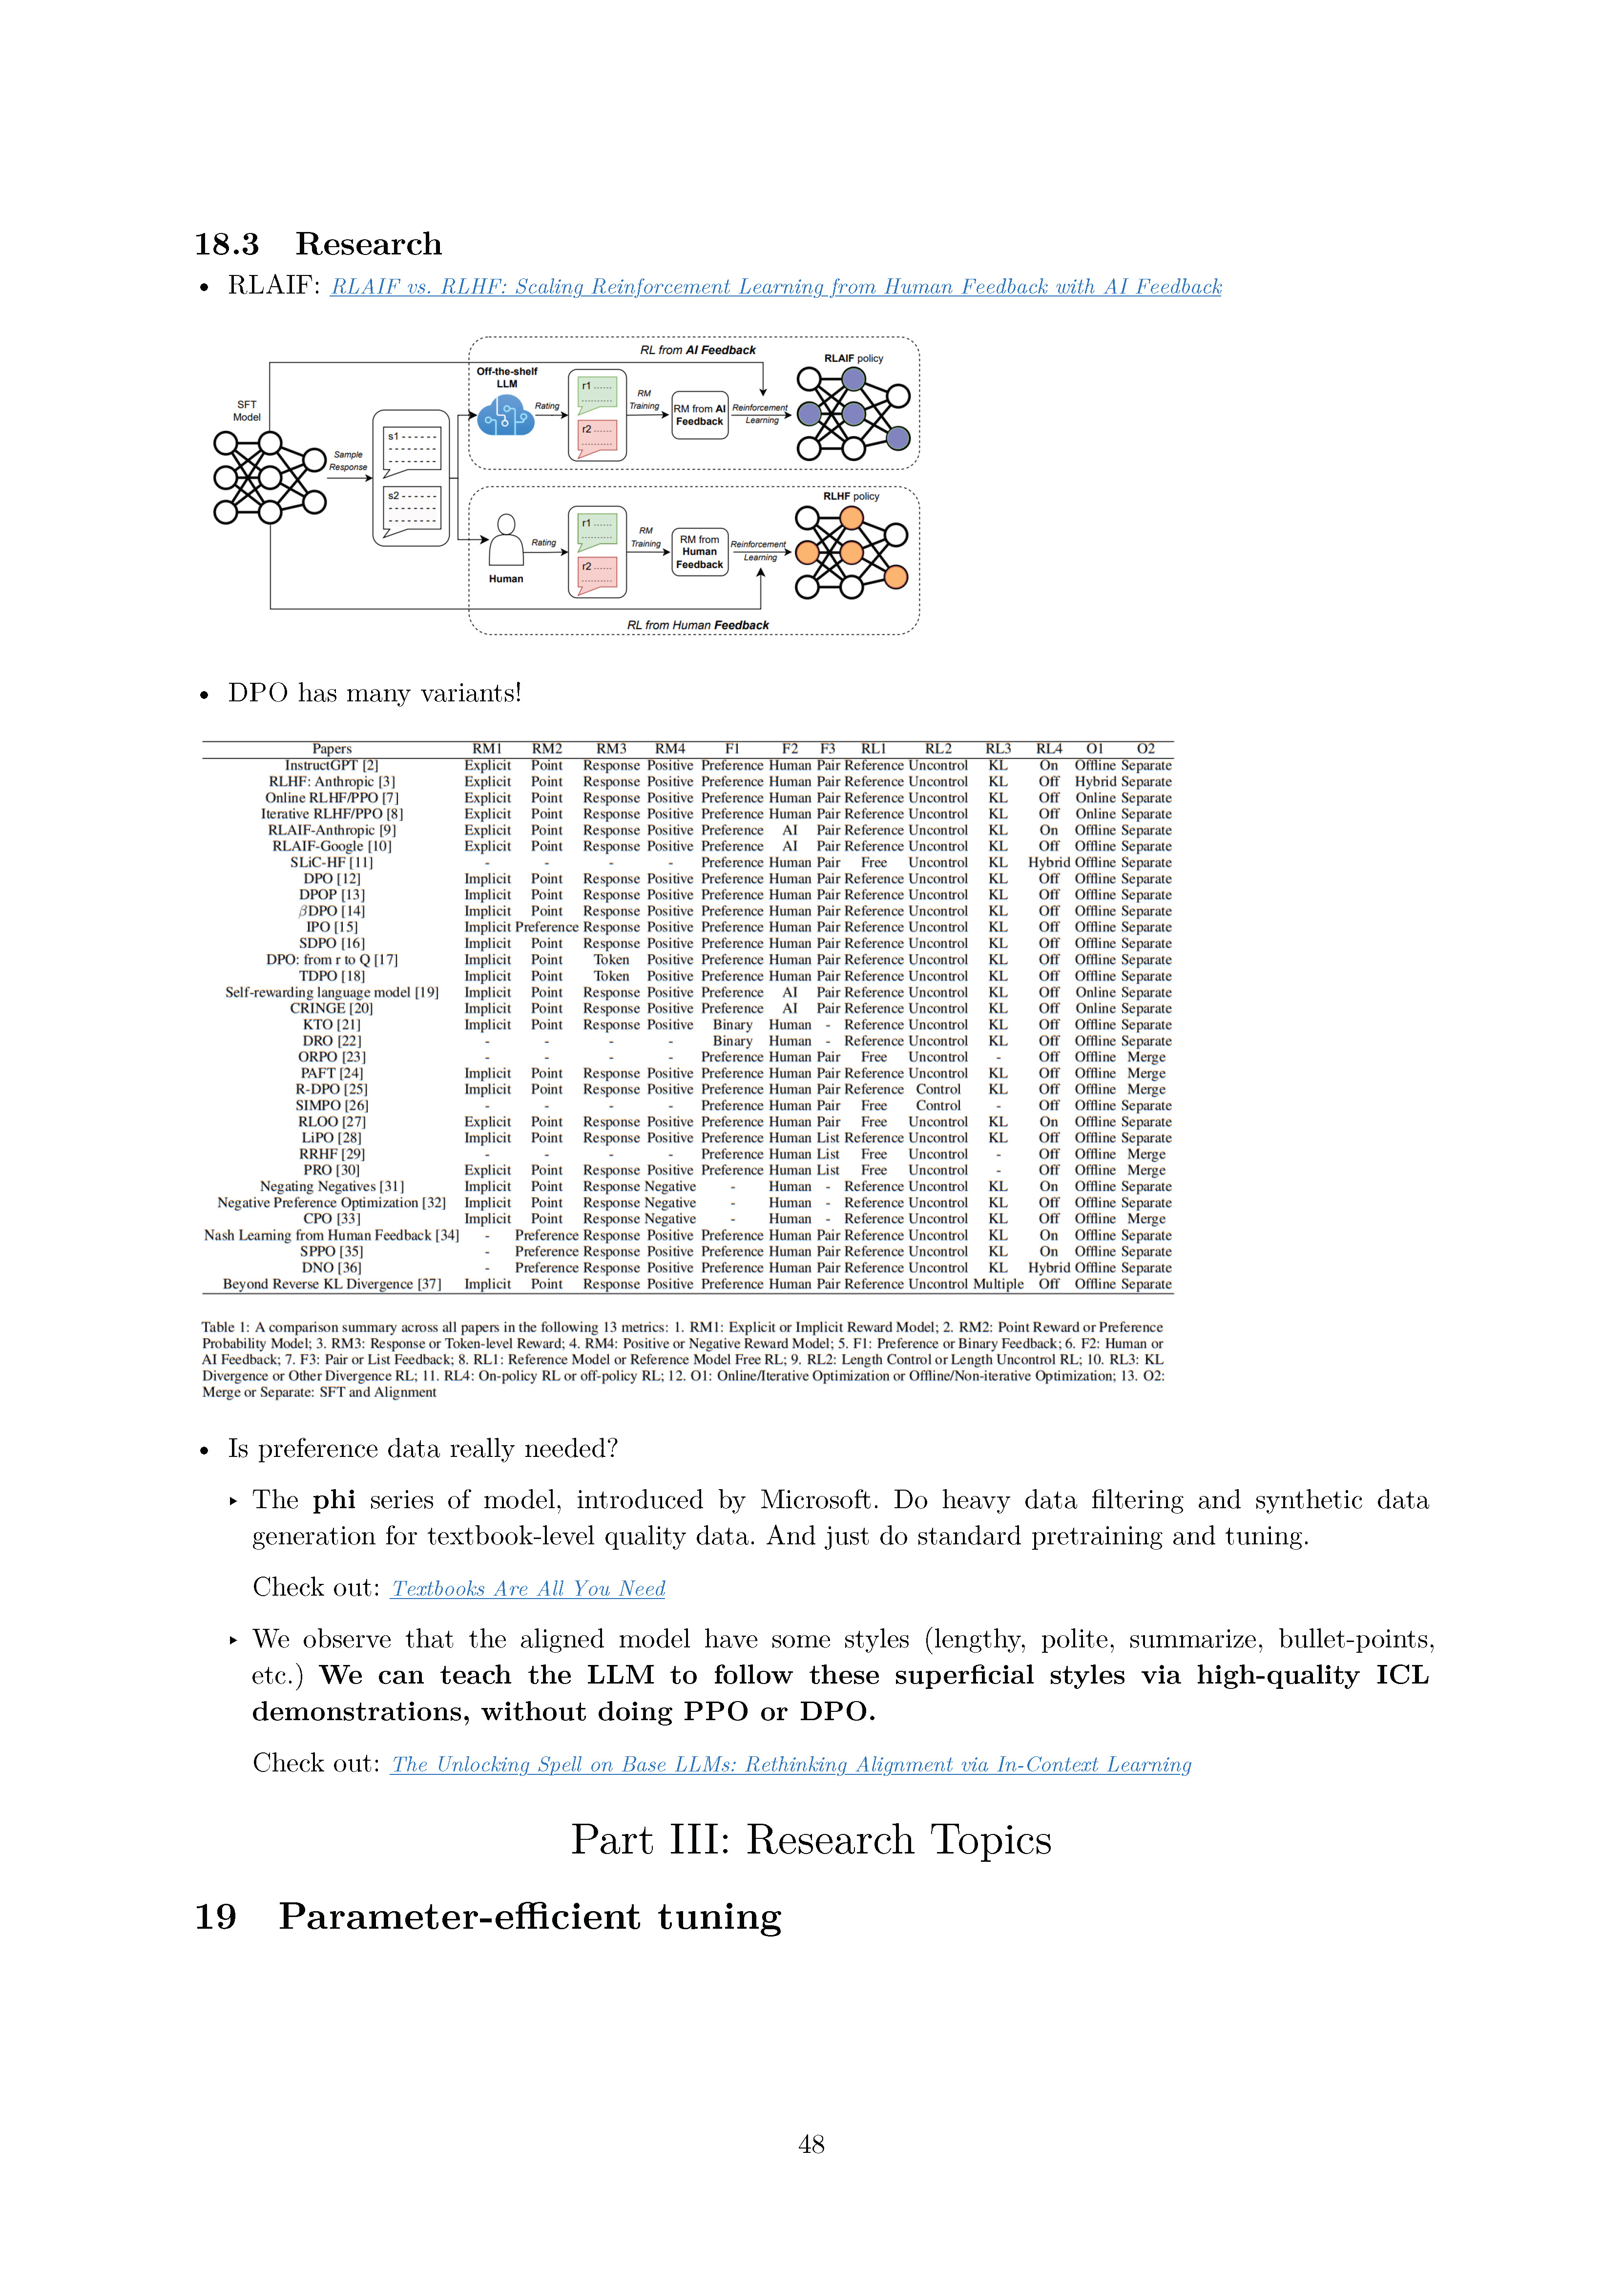 18.3 Research
• RLAIF: RLAIF vs. RLHF: Scaling Reinforcement Learning from Human Feedback with AI Feedback
RL from AI Feedback
RLAIF policy
Off-the-shelf
LLM
SFT
Model
Sample
Response
s1
s2
Rating
r1
r2
RM
Training
RM from AI
Feedback
Reinforcement
Learning
RLHF policy
Human
Rating
r1
r2
RM
Training
RM from
Human
Feedback
Reinforcement
Learning
RL from Human Feedback
• DPO has many variants!
Papers RM1 RM2 RM3 RM4 F1 F2 F3 RL1 RL2 RL3 RL4 O1 O2
InstructGPT [2] Explicit Point Response Positive Preference Human Pair Reference Uncontrol KL On Offline Separate
RLHF: Anthropic [3] Explicit Point Response Positive Preference Human Pair Reference Uncontrol KL Off Hybrid Separate
Online RLHF/PPO [7] Explicit Point Response Positive Preference Human Pair Reference Uncontrol KL Off Online Separate
Iterative RLHF/PPO [8] Explicit Point Response Positive Preference Human Pair Reference Uncontrol KL Off Online Separate
RLAIF-Anthropic [9] Explicit Point Response Positive Preference AI Pair Reference Uncontrol KL On Offline Separate
RLAIF-Google [10] Explicit Point Response Positive Preference AI Pair Reference Uncontrol KL Off Offline Separate
SLiC-HF [11] - - - - Preference Human Pair Free Uncontrol KL Hybrid Offline Separate
DPO [12] Implicit Point Response Positive Preference Human Pair Reference Uncontrol KL Off Offline Separate
DPOP [13] Implicit Point Response Positive Preference Human Pair Reference Uncontrol KL Off Offline Separate
βDPO [14] Implicit Point Response Positive Preference Human Pair Reference Uncontrol KL Off Offline Separate
IPO [15] Implicit Preference Response Positive Preference Human Pair Reference Uncontrol KL Off Offline Separate
SDPO [16] Implicit Point Response Positive Preference Human Pair Reference Uncontrol KL Off Offline Separate
DPO: from r to Q [17] Implicit Point Token Positive Preference Human Pair Reference Uncontrol KL Off Offline Separate
TDPO [18] Implicit Point Token Positive Preference Human Pair Reference Uncontrol KL Off Offline Separate
Self-rewarding language model [19] Implicit Point Response Positive Preference AI Pair Reference Uncontrol KL Off Online Separate
CRINGE [20] Implicit Point Response Positive Preference AI Pair Reference Uncontrol KL Off Online Separate
KTO [21] Implicit Point Response Positive Binary Human - Reference Uncontrol KL Off Offline Separate
DRO [22] - - - - Binary Human - Reference Uncontrol KL Off Offline Separate
ORPO [23] - - - - Preference Human Pair Free Uncontrol - Off Offline Merge
PAFT [24] Implicit Point Response Positive Preference Human Pair Reference Uncontrol KL Off Offline Merge
R-DPO [25] Implicit Point Response Positive Preference Human Pair Reference Control KL Off Offline Merge
SIMPO [26] - - - - Preference Human Pair Free Control - Off Offline Separate
RLOO [27] Explicit Point Response Positive Preference Human Pair Free Uncontrol KL On Offline Separate
LiPO [28] Implicit Point Response Positive Preference Human List Reference Uncontrol KL Off Offline Separate
RRHF [29] - - - - Preference Human List Free Uncontrol - Off Offline Merge
PRO [30] Explicit Point Response Positive Preference Human List Free Uncontrol - Off Offline Merge
Negating Negatives [31] Implicit Point Response Negative - Human - Reference Uncontrol KL On Offline Separate
Negative Preference Optimization [32] Implicit Point Response Negative - Human - Reference Uncontrol KL Off Offline Separate
CPO [33] Implicit Point Response Negative - Human - Reference Uncontrol KL Off Offline Merge
Nash Learning from Human Feedback [34] - Preference Response Positive Preference Human Pair Reference Uncontrol KL On Offline Separate
SPPO [35] - Preference Response Positive Preference Human Pair Reference Uncontrol KL On Offline Separate
DNO [36] - Preference Response Positive Preference Human Pair Reference Uncontrol KL Hybrid Offline Separate
Beyond Reverse KL Divergence [37] Implicit Point Response Positive Preference Human Pair Reference Uncontrol Multiple Off Offline Separate
Table 1: A comparison summary across all papers in the following 13 metrics: 1. RM1: Explicit or Implicit Reward Model; 2. RM2: Point Reward or Preference
Probability Model; 3. RM3: Response or Token-level Reward; 4. RM4: Positive or Negative Reward Model; 5. F1: Preference or Binary Feedback; 6. F2: Human or
AI Feedback; 7. F3: Pair or List Feedback; 8. RL1: Reference Model or Reference Model Free RL; 9. RL2: Length Control or Length Uncontrol RL; 10. RL3: KL
Divergence or Other Divergence RL; 11. RL4: On-policy RL or off-policy RL; 12. O1: Online/Iterative Optimization or Offline/Non-iterative Optimization; 13. O2:
Merge or Separate: SFT and Alignment
• Is preference data really needed?
‣ The phi series of model, introduced by Microsoft. Do heavy data filtering and synthetic data
generation for textbook-level quality data. And just do standard pretraining and tuning.
Check out: Textbooks Are All You Need
‣ We observe that the aligned model have some styles (lengthy, polite, summarize, bullet-points,
etc.) We can teach the LLM to follow these superficial styles via high-quality ICL
demonstrations, without doing PPO or DPO.
Check out: The Unlocking Spell on Base LLMs: Rethinking Alignment via In-Context Learning
Part III: Research Topics
19 Parameter-efficient tuning
48